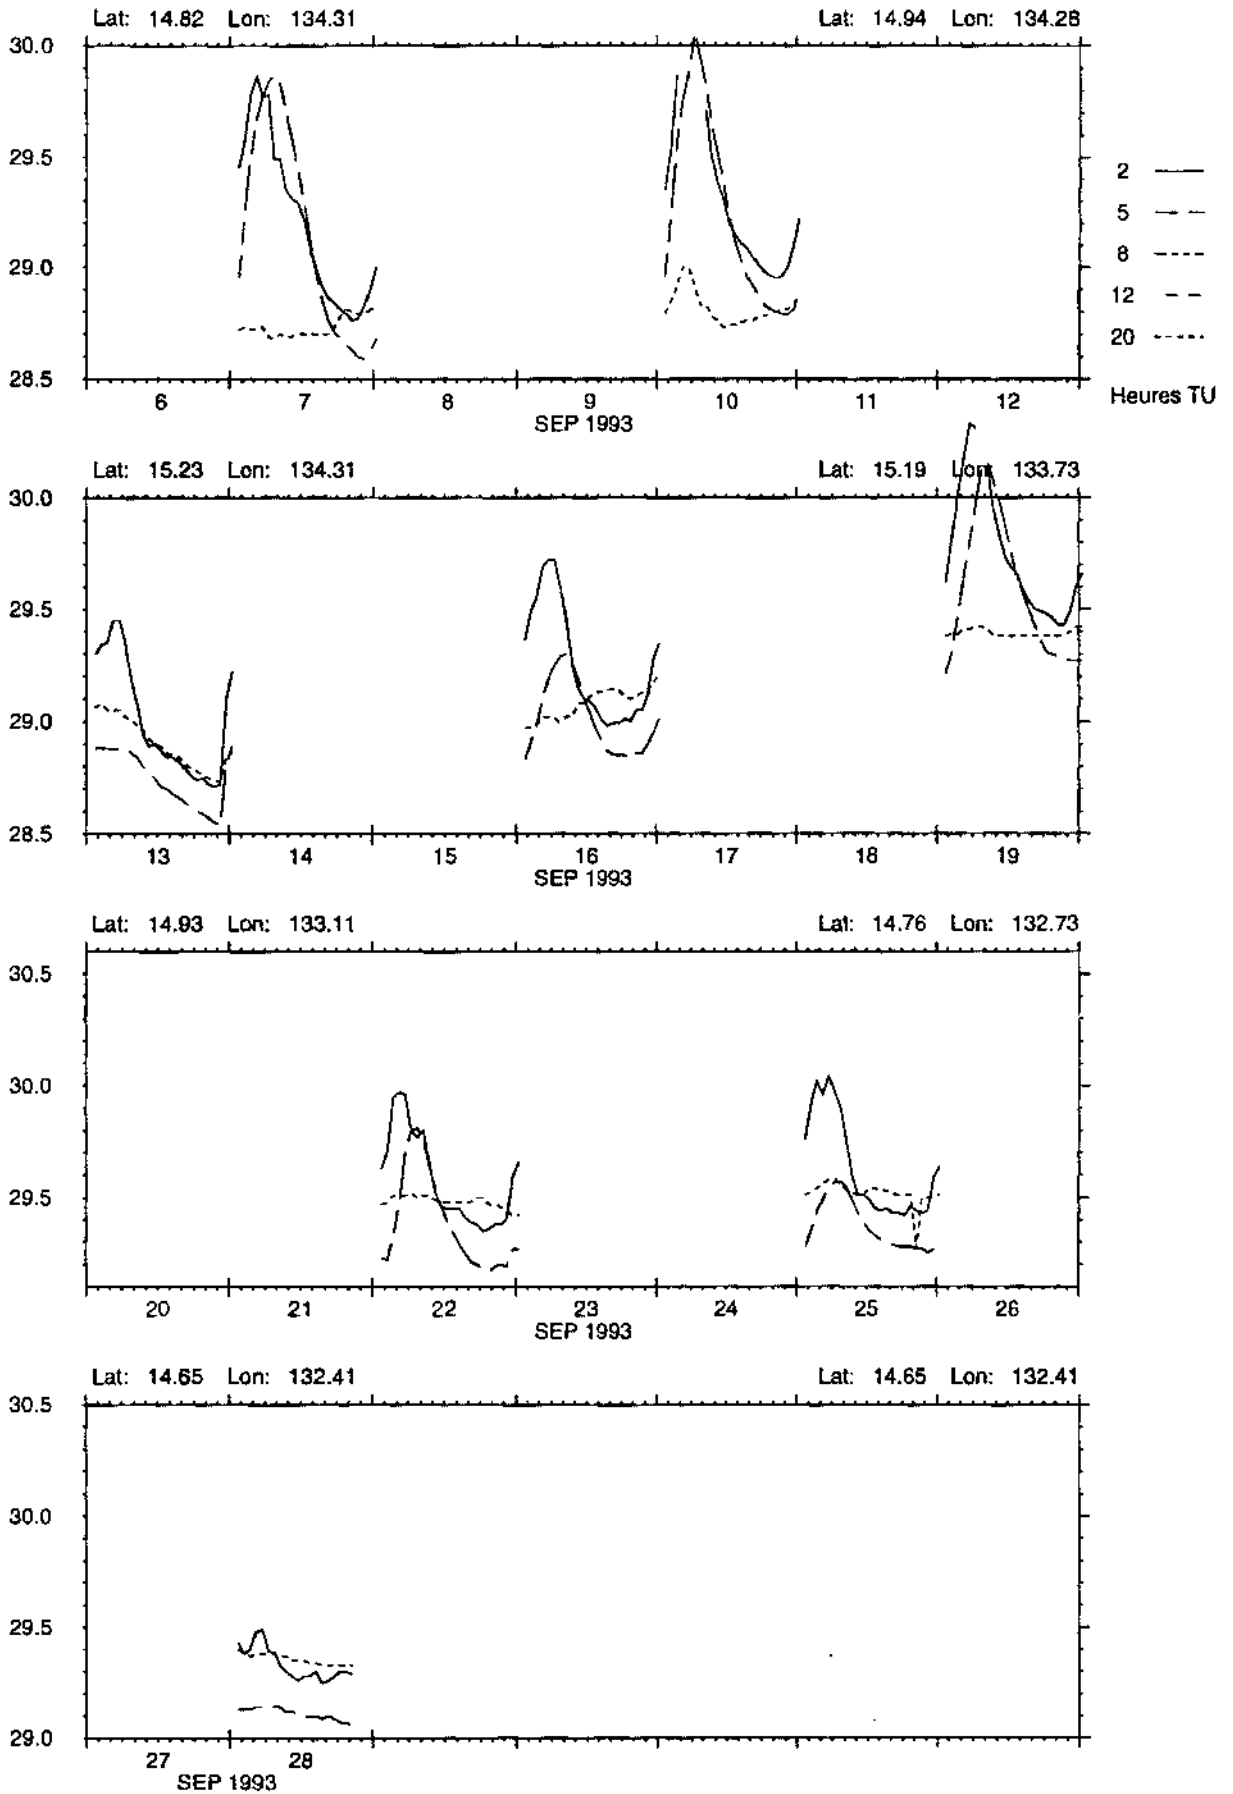 Lat: 14.82 Lon: 134.31 Lat: 14.94 Lon: 134.28
30.0
29.5
2
5
29.0
8
12
20
28.5
Heures TU
6 7 8 9 10 11 12
SEP 1993
Lat: 15.23 Lon: 134.31 Lat: 15.19 Lon: 133.73
30.0
29.5
29.0
28.5
13 14 15 16 17 18 19
SEP 1993
Lat: 14.93 Lon: 133.11 Lat: 14.76 Lon: 132.73
30.5
30.0
29.5
20 21 22 23 24 25 26
SEP 1993
Lat: 14.65 Lon: 132.41 Lat: 14.65 Lon: 132.41
30.5
30.0
29.5
29.0
27 28
SEP 1993